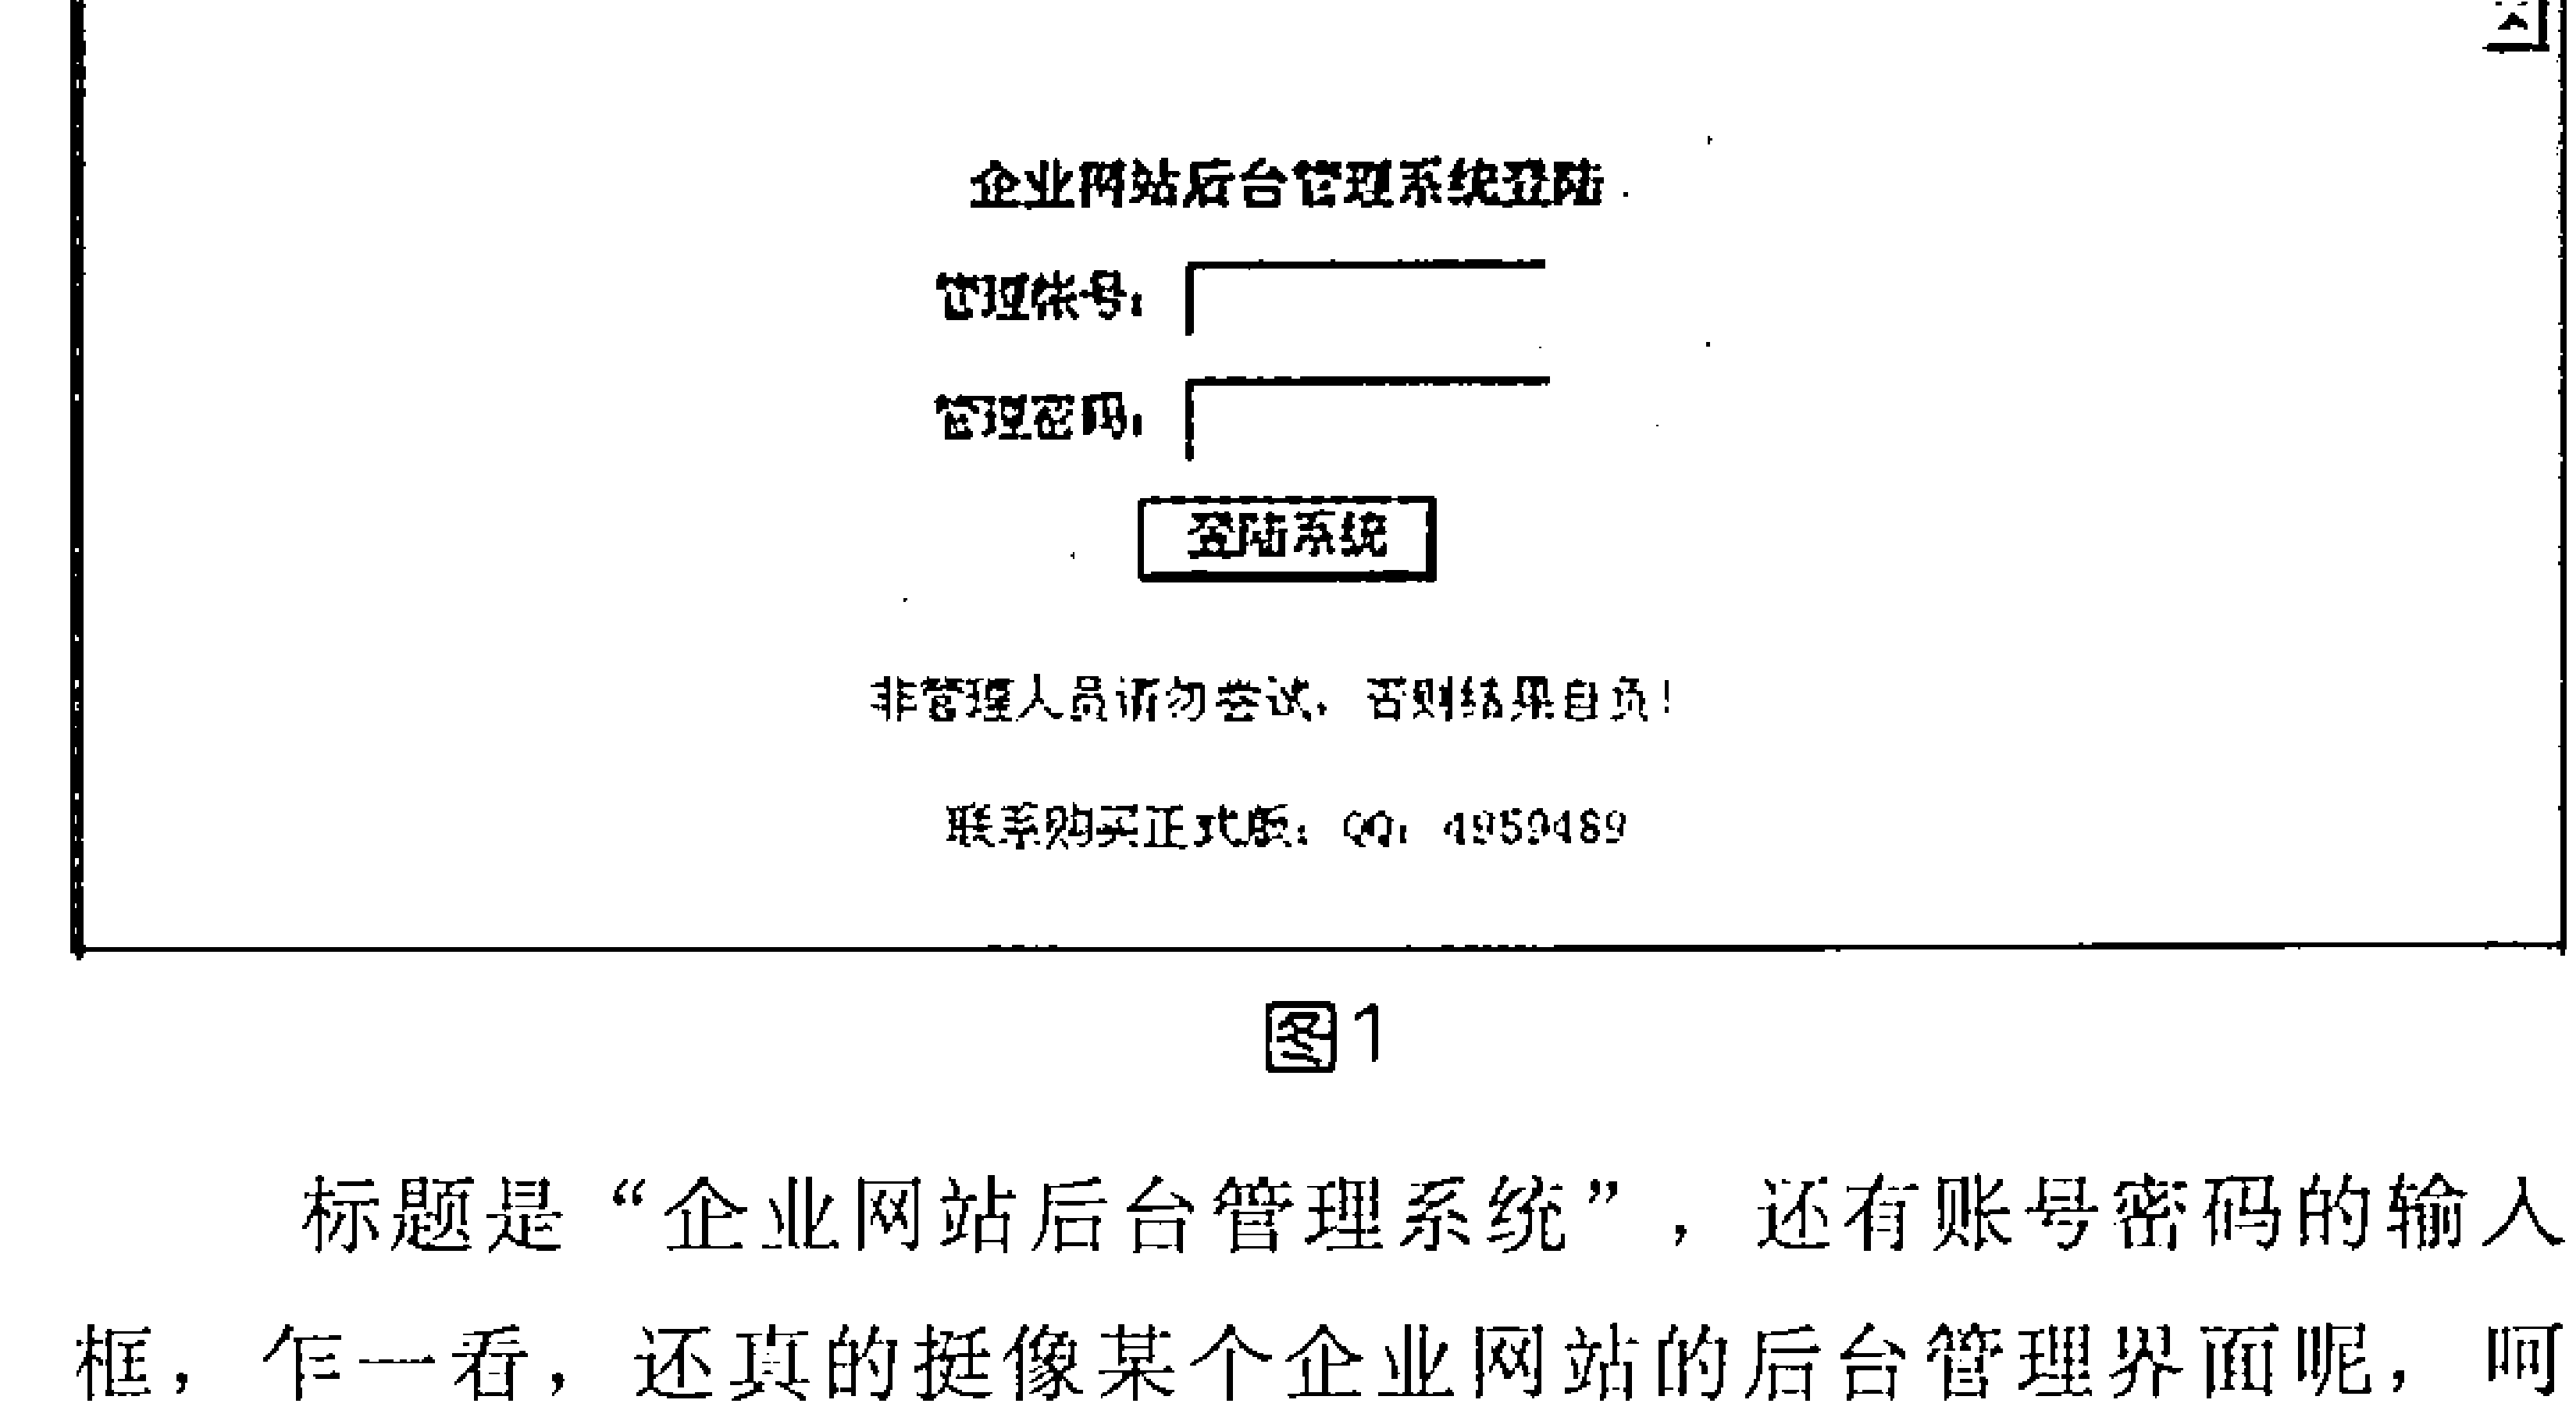 企业网站后台管理系统登陆
管理帐号：
管理密码：
登陆系统
非管理人员请勿尝试，否则结果自负！
联系购买正式版：QQ：4959489
图1
标题是“企业网站后台管理系统”，还有账号密码的输入
框，乍一看，还真的挺像某个企业网站的后台管理界面呢，呵